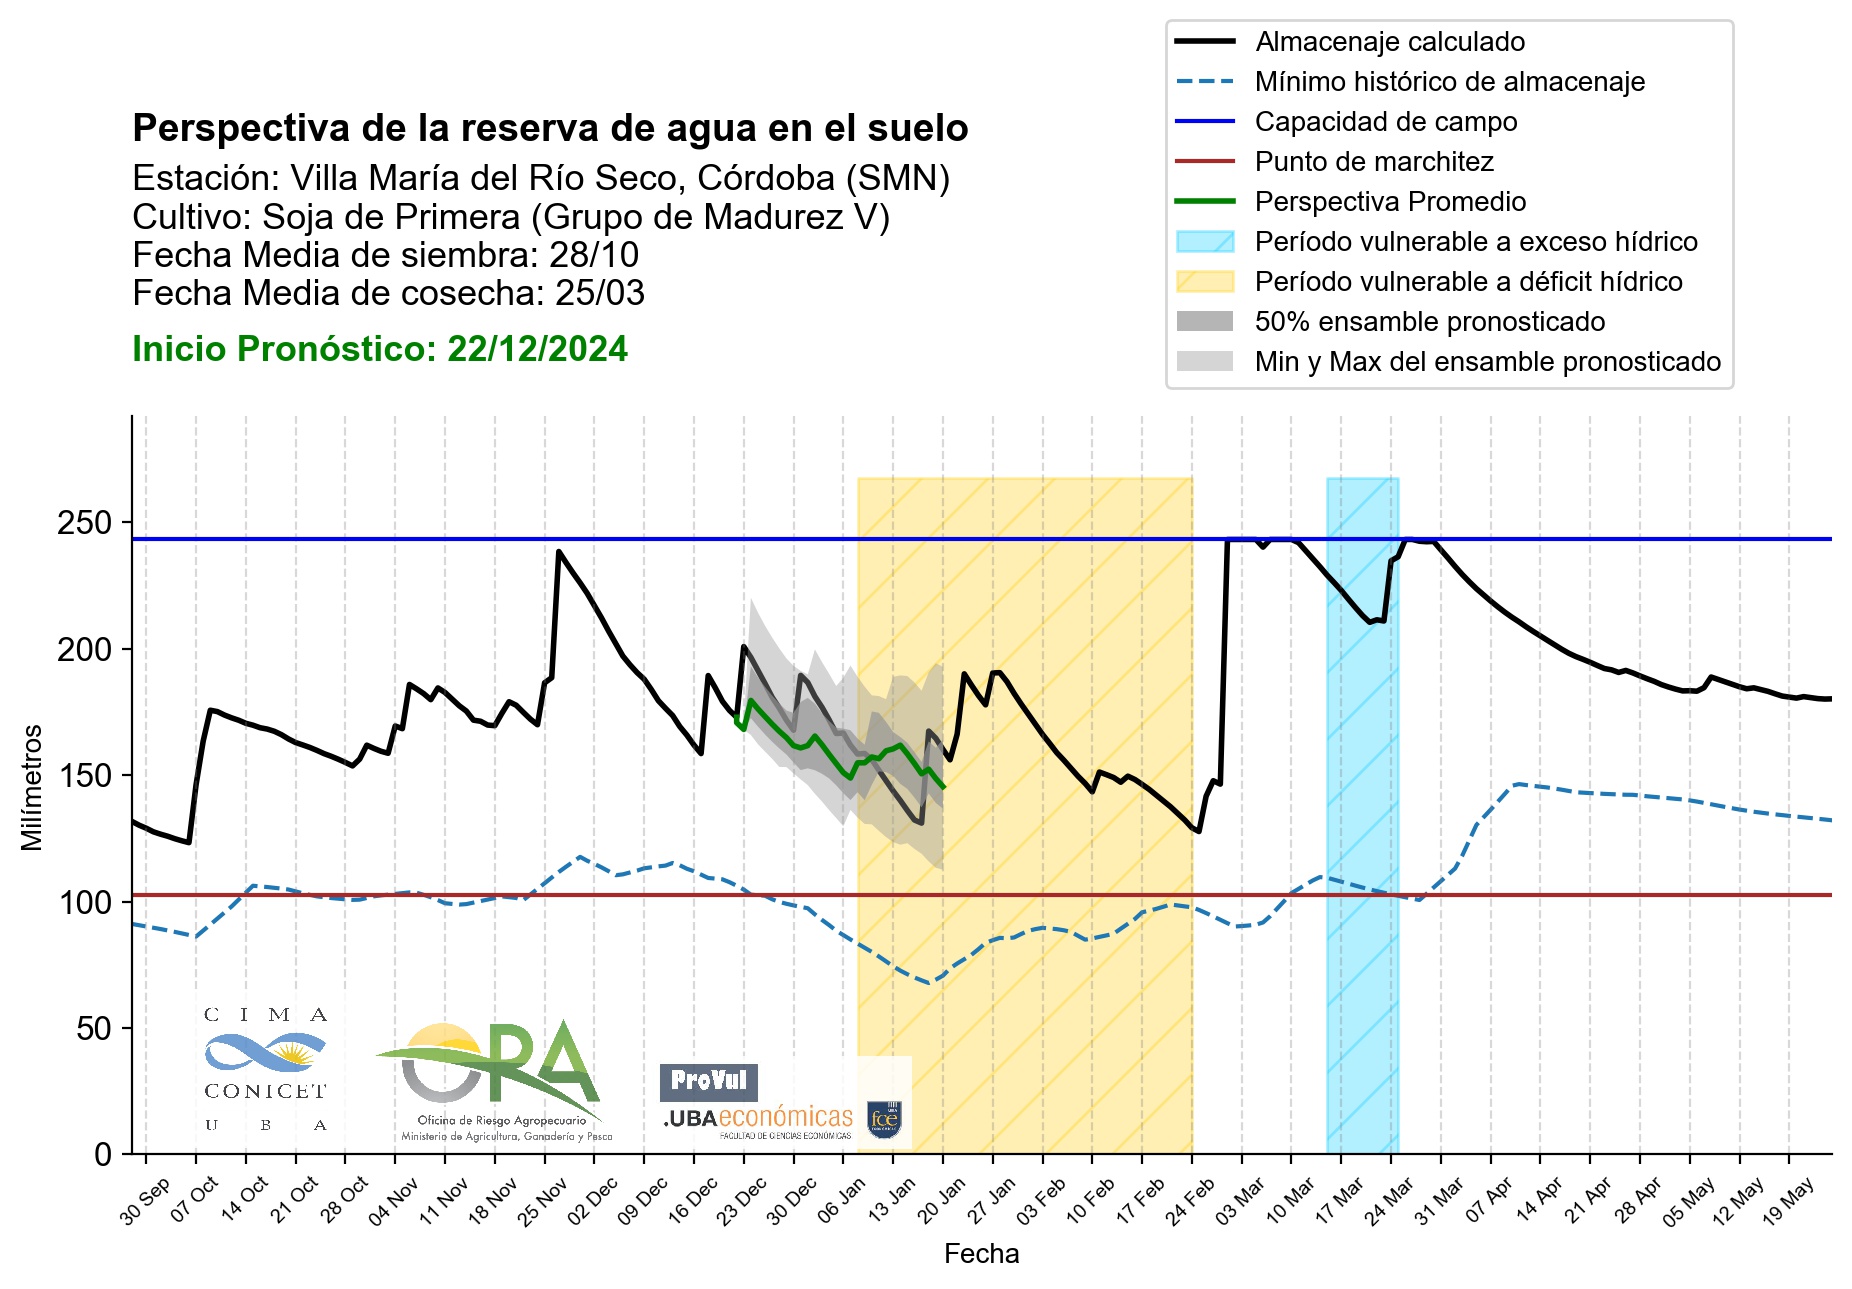 Almacenaje calculado
Mínimo histórico de almacenaje
Capacidad de campo
Punto de marchitez
Perspectiva Promedio
Período vulnerable a exceso hídrico
Período vulnerable a déficit hídrico
50% ensamble pronosticado
Min y Max del ensamble pronosticado
Perspectiva de la reserva de agua en el suelo
Estación: Villa María del Río Seco, Córdoba (SMN)
Cultivo: Soja de Primera (Grupo de Madurez V)
Fecha Media de siembra: 28/10
Fecha Media de cosecha: 25/03
Inicio Pronóstico: 22/12/2024
Milímetros
250
200
150
100
50
0
CIMA
CONICET
UBA
ORA
Oficina de Riesgo Agropecuario
Ministerio de Agricultura, Ganadería y Pesca
ProVul
.UBAeconómicas
FACULTAD DE CIENCIAS ECONÓMICAS
fce
30 Sep
07 Oct
14 Oct
21 Oct
28 Oct
04 Nov
11 Nov
18 Nov
25 Nov
02 Dec
09 Dec
16 Dec
23 Dec
30 Dec
06 Jan
13 Jan
20 Jan
27 Jan
03 Feb
10 Feb
17 Feb
24 Feb
03 Mar
10 Mar
17 Mar
24 Mar
31 Mar
07 Apr
14 Apr
21 Apr
28 Apr
05 May
12 May
19 May
Fecha